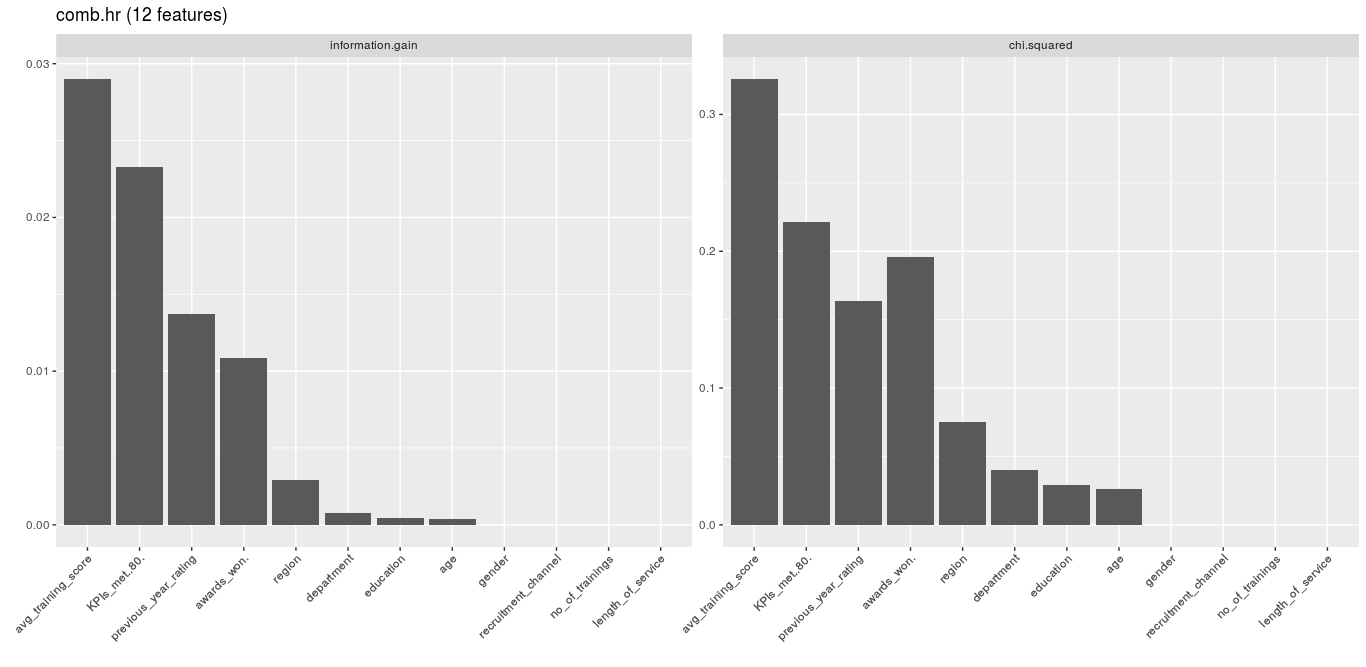 comb.hr (12 features)
information.gain
chi.squared
0.03
0.02
0.01
0.00
0.3
0.2
0.1
0.0
avg_training_score
KPIs_met.80.
previous_year_rating
awards_won.
region
department
education
age
gender
recruitment_channel
no_of_trainings
length_of_service
avg_training_score
KPIs_met.80.
previous_year_rating
awards_won.
region
department
education
age
gender
recruitment_channel
no_of_trainings
length_of_service